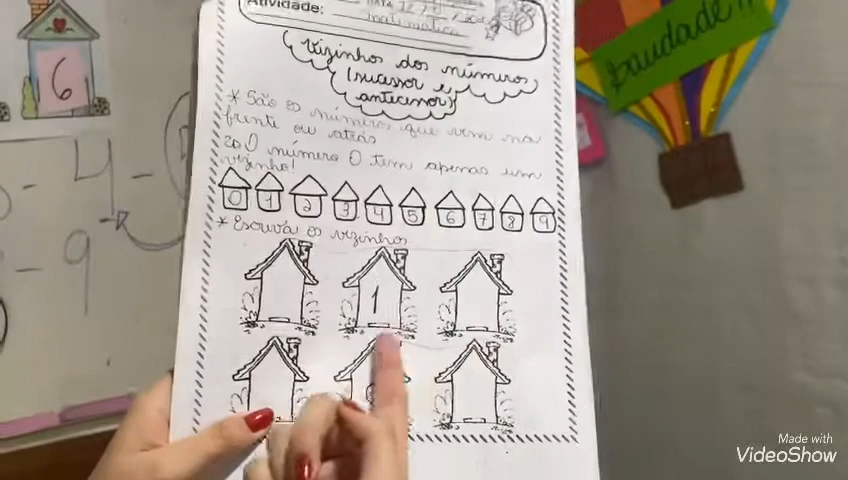 Atividade:
matemática
Vizinhos dos números
(sucessor e
antecessor)
* São os números que vem na
frente ou atrás
O número 0 tem apenas um
vizinho!
0 1 2 3 4 5 6 7 8 9
* Escreva os vizinhos
1
6
- 4 -
- 9
Saudade!!
Made with
VideoShow